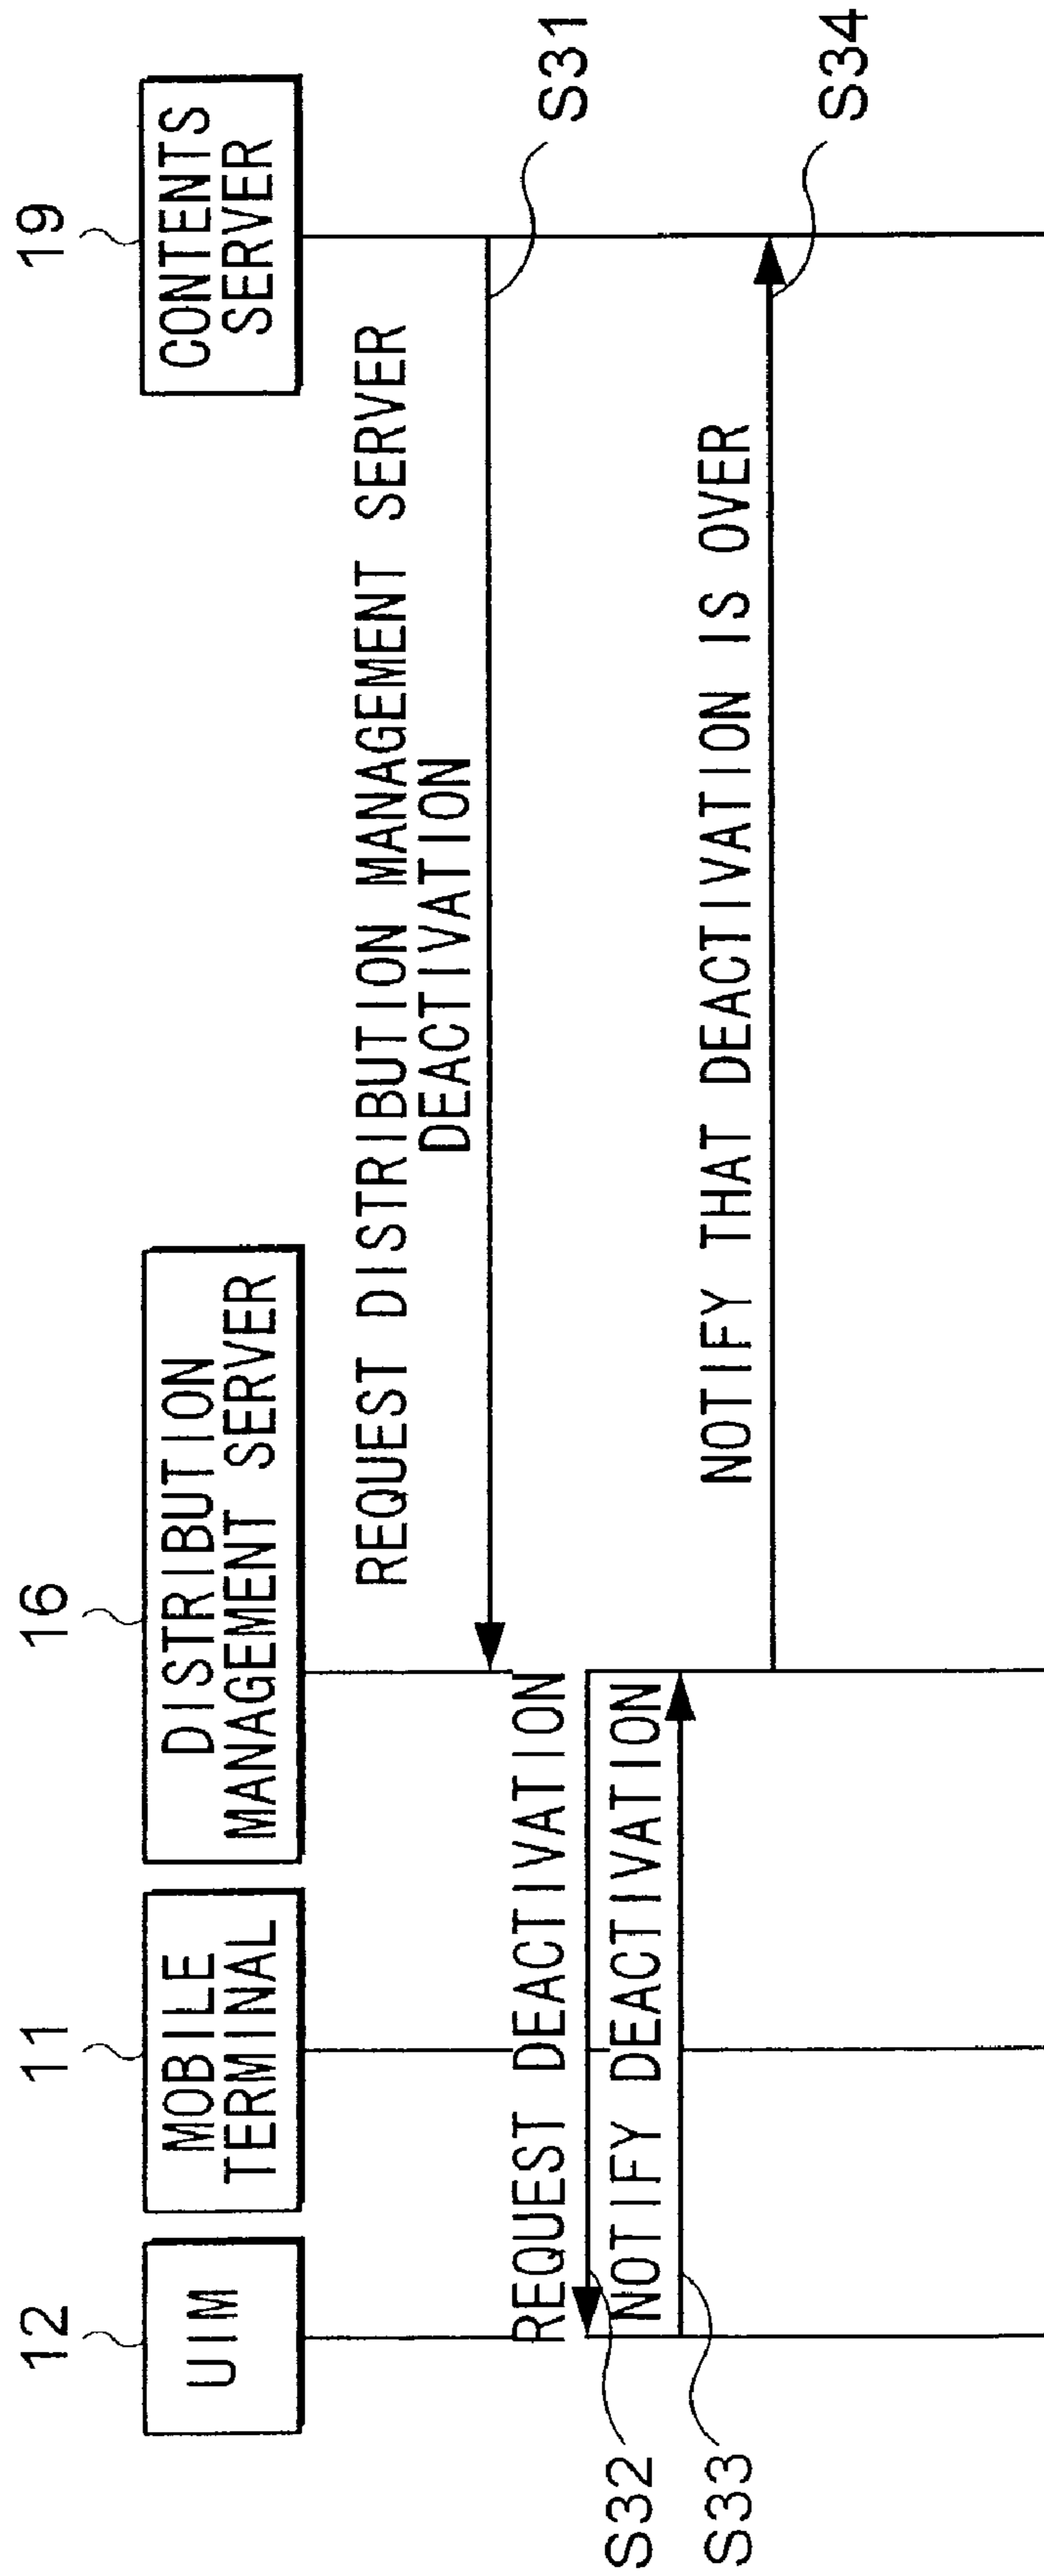 12
11
16
19
UIM
MOBILE
TERMINAL
DISTRIBUTION
MANAGEMENT SERVER
CONTENTS
SERVER
REQUEST DISTRIBUTION MANAGEMENT SERVER
DEACTIVATION
S31
REQUEST DEACTIVATION
S32
NOTIFY DEACTIVATION
S33
NOTIFY THAT DEACTIVATION IS OVER
S34